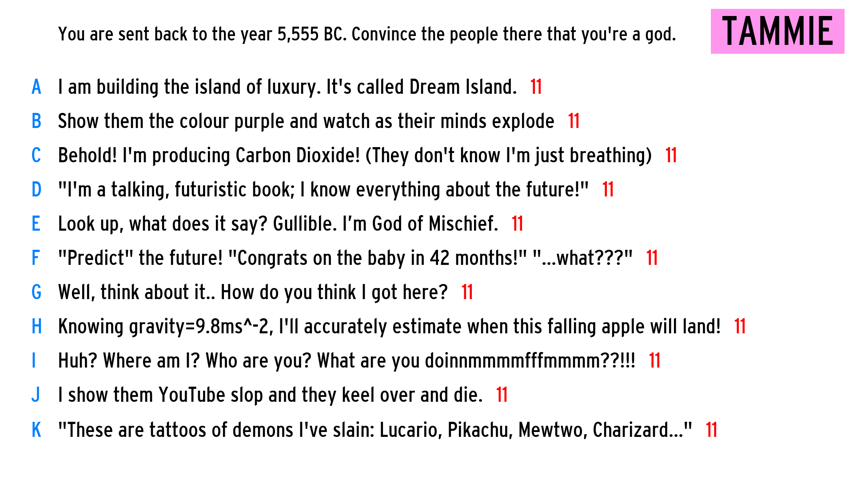 You are sent back to the year 5,555 BC. Convince the people there that you're a god.
TAMMIE
A I am building the island of luxury. It's called Dream Island. 11
B Show them the colour purple and watch as their minds explode 11
C Behold! I'm producing Carbon Dioxide! (They don't know I'm just breathing) 11
D "I'm a talking, futuristic book; I know everything about the future!" 11
E Look up, what does it say? Gullible. I’m God of Mischief. 11
F "Predict" the future! "Congrats on the baby in 42 months!" "...what???" 11
G Well, think about it.. How do you think I got here? 11
H Knowing gravity=9.8ms^-2, I'll accurately estimate when this falling apple will land! 11
I Huh? Where am I? Who are you? What are you doinnmmmmfffmmmm??!!! 11
J I show them YouTube slop and they keel over and die. 11
K "These are tattoos of demons I've slain: Lucario, Pikachu, Mewtwo, Charizard..." 11